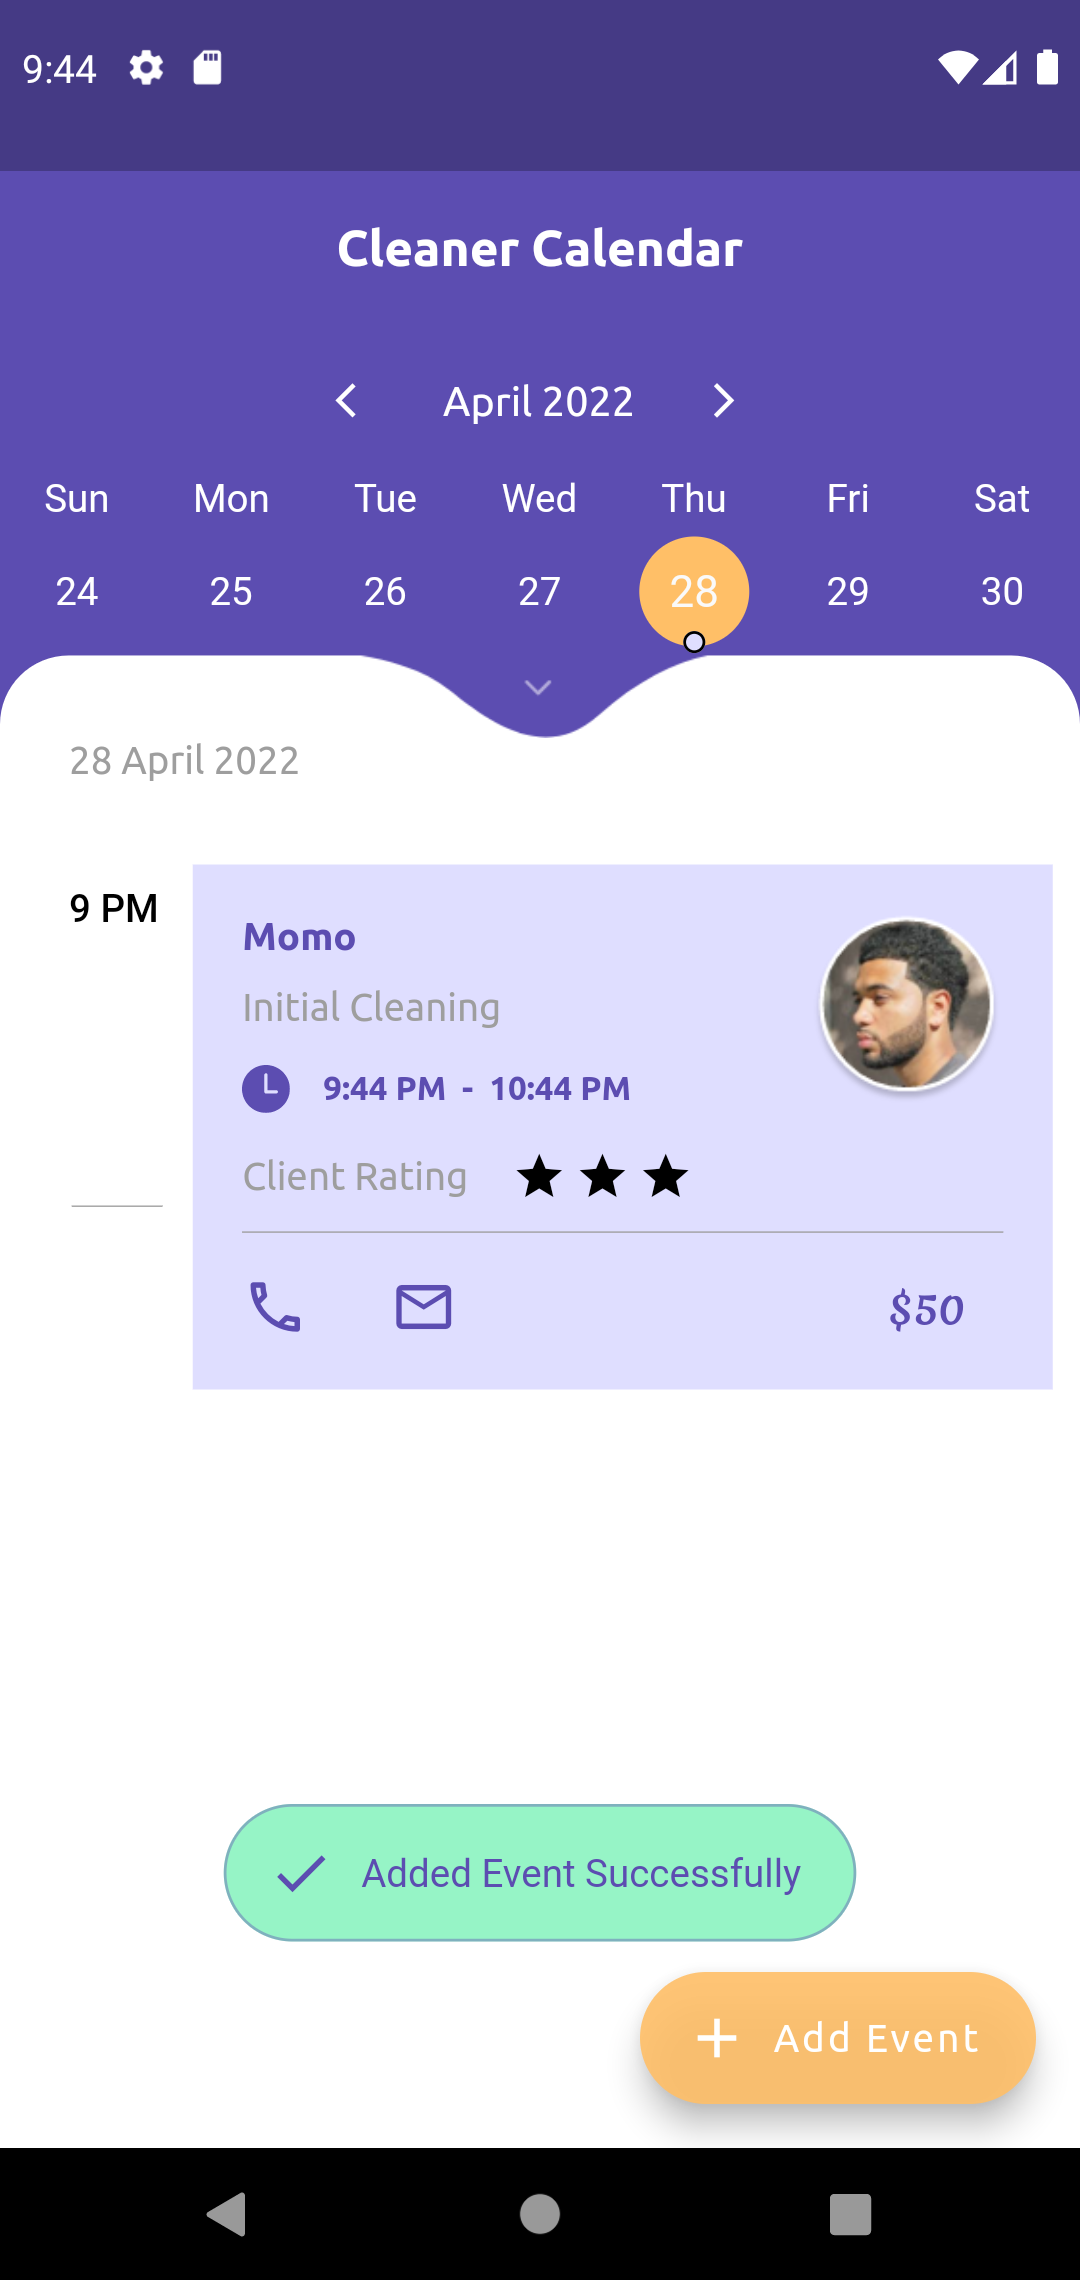 9:44
Cleaner Calendar
April 2022
Sun Mon Tue Wed Thu Fri Sat
24 25 26 27 28 29 30
28 April 2022
9 PM
Momo
Initial Cleaning
9:44 PM - 10:44 PM
Client Rating
$50
Added Event Successfully
Add Event